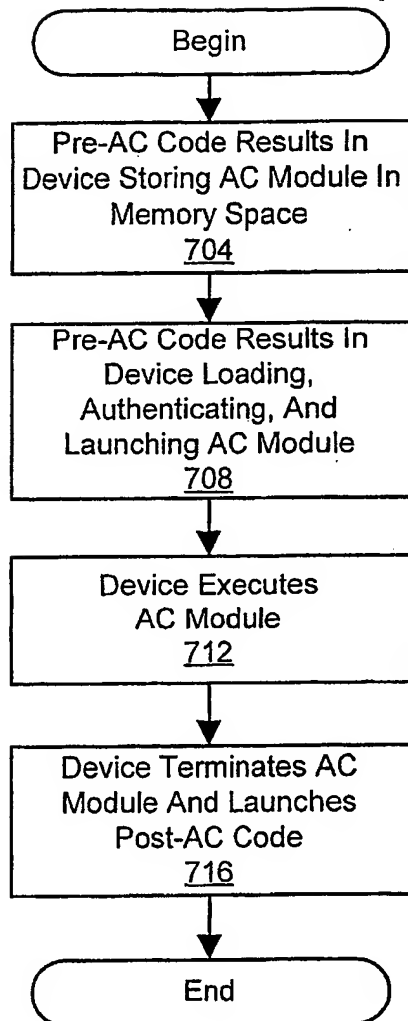 Begin
Pre-AC Code Results In
Device Storing AC Module In
Memory Space
704
Pre-AC Code Results In
Device Loading,
Authenticating, And
Launching AC Module
708
Device Executes
AC Module
712
Device Terminates AC
Module And Launches
Post-AC Code
716
End